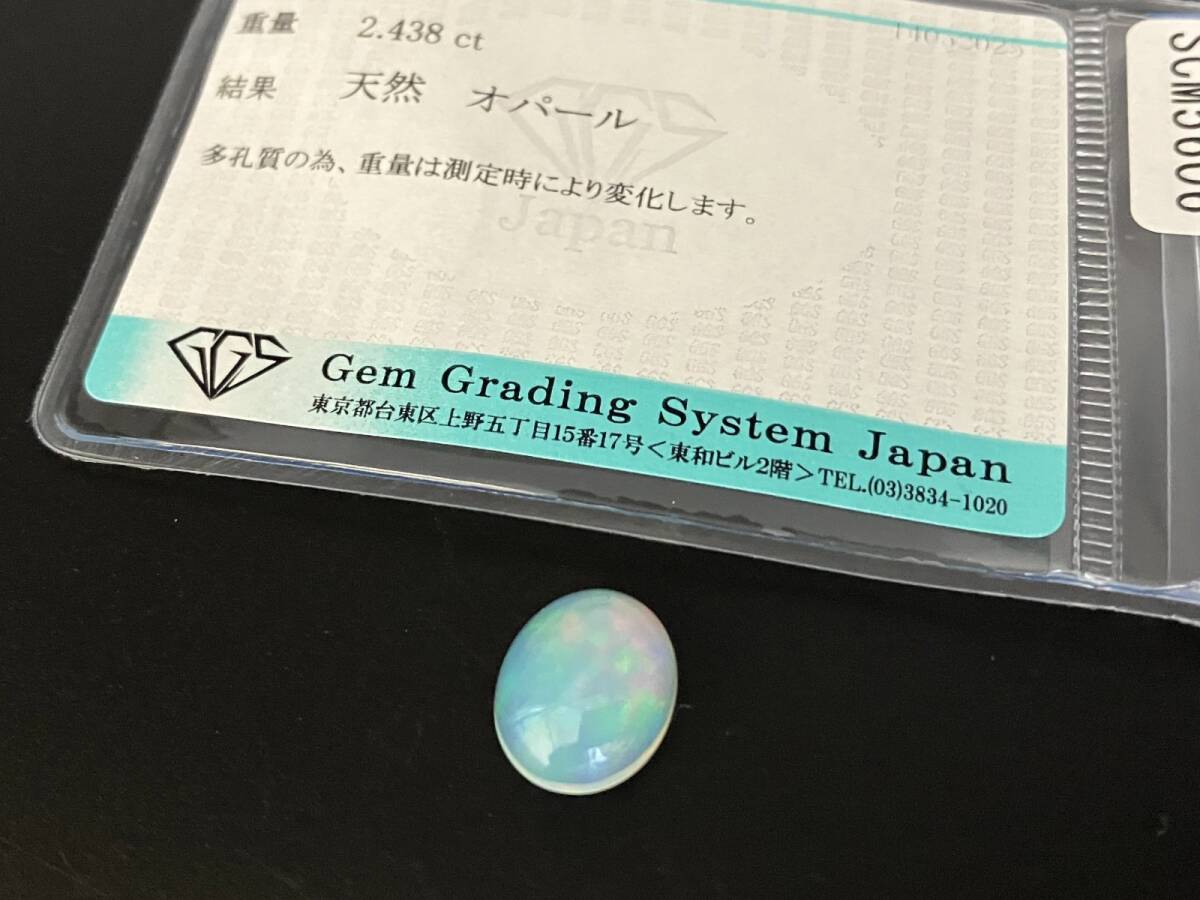 重量 2.438 ct
結果 天然 オパール
多孔質の為、重量は測定時により変化します。
Japan
GGS
Gem Grading System Japan
東京都台東区上野五丁目15番17号＜東和ビル2階＞TEL.(03)3834-1020